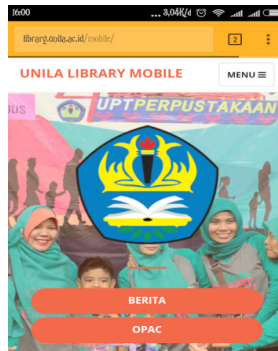 16:00 ... 3,04K/d
library.unila.ac.id/mobile/ 2
UNILA LIBRARY MOBILE MENU
UPTPERPUSTAKAAN
BERITA
OPAC